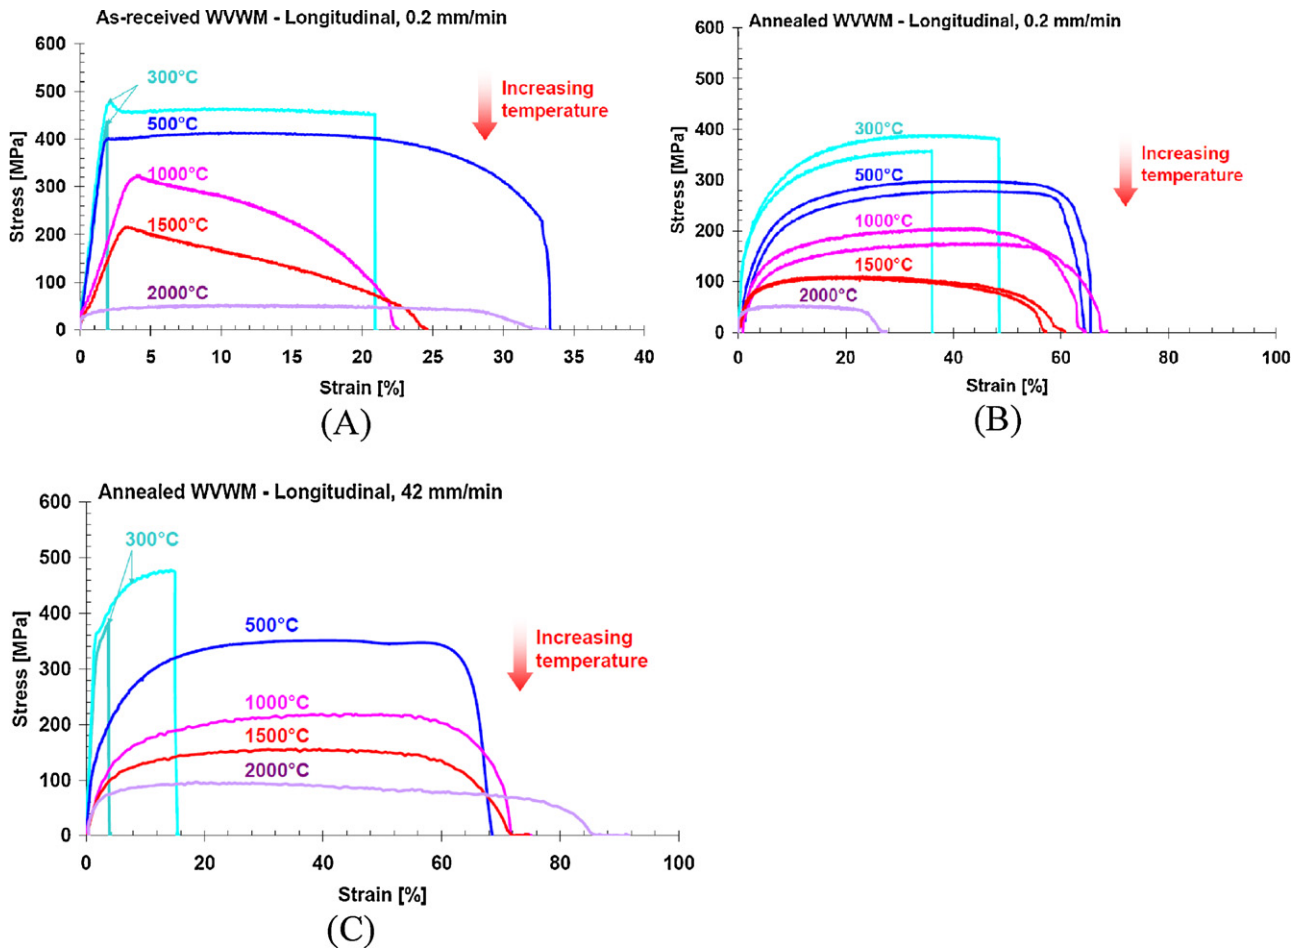 As-received WVWM - Longitudinal, 0.2 mm/min
600
500
400
300
200
100
0
Stress [MPa]
300°C
500°C
1000°C
1500°C
2000°C
Increasing
temperature
0 5 10 15 20 25 30 35 40
Strain [%]
(A)
Annealed WVWM - Longitudinal, 0.2 mm/min
600
500
400
300
200
100
0
Stress [MPa]
300°C
500°C
1000°C
1500°C
2000°C
Increasing
temperature
0 20 40 60 80 100
Strain [%]
(B)
Annealed WVWM - Longitudinal, 42 mm/min
600
500
400
300
200
100
0
Stress [MPa]
300°C
500°C
1000°C
1500°C
2000°C
Increasing
temperature
0 20 40 60 80 100
Strain [%]
(C)